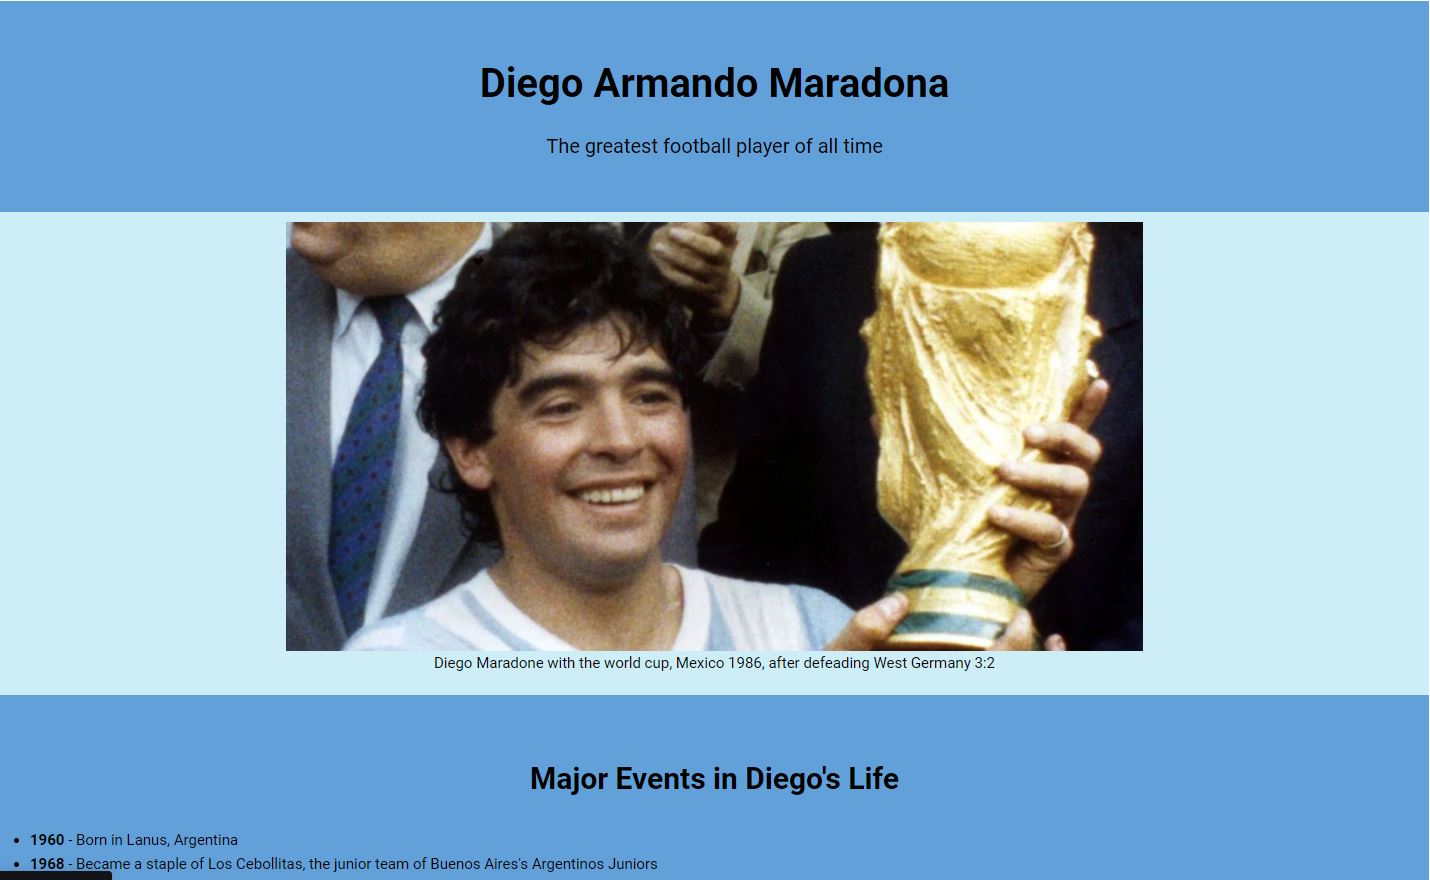 Diego Armando Maradona
The greatest football player of all time
Diego Maradone with the world cup, Mexico 1986, after defeading West Germany 3:2
Major Events in Diego's Life
1960 - Born in Lanus, Argentina
1968 - Became a staple of Los Cebollitas, the junior team of Buenos Aires's Argentinos Juniors